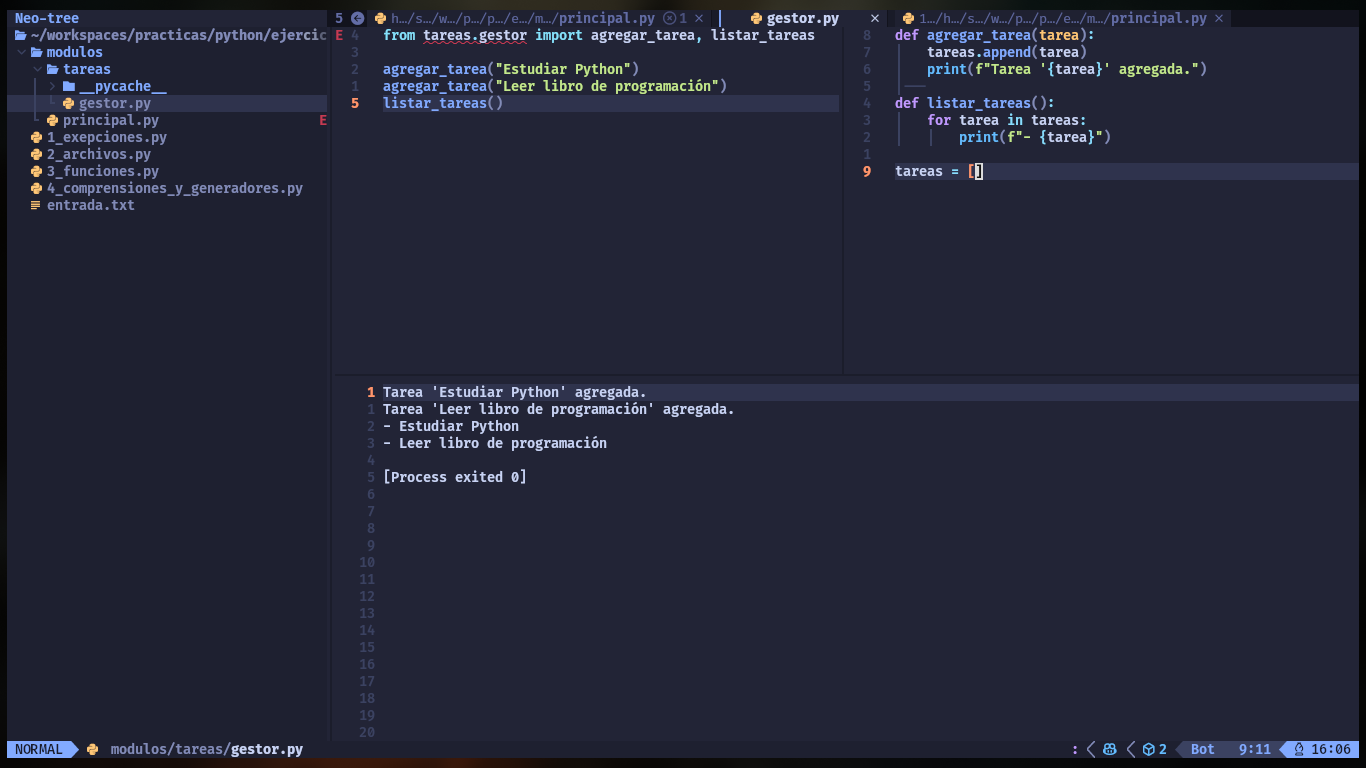 Neo-tree
~/workspaces/practicas/python/ejercic
modulos
tareas
__pycache__
gestor.py
principal.py E
1_exepciones.py
2_archivos.py
3_funciones.py
4_comprensiones_y_generadores.py
entrada.txt
5 h…/s…/w…/p…/p…/e…/m…/principal.py 1 × gestor.py × 1…/h…/s…/w…/p…/p…/e…/m…/principal.py ×
E 4 from tareas.gestor import agregar_tarea, listar_tareas
3
2 agregar_tarea("Estudiar Python")
1 agregar_tarea("Leer libro de programación")
5 listar_tareas()
8 def agregar_tarea(tarea):
7 tareas.append(tarea)
6 print(f"Tarea '{tarea}' agregada.")
5
4 def listar_tareas():
3 for tarea in tareas:
2 print(f"- {tarea}")
1
9 tareas = []
1 Tarea 'Estudiar Python' agregada.
1 Tarea 'Leer libro de programación' agregada.
2 - Estudiar Python
3 - Leer libro de programación
4
5 [Process exited 0]
6
7
8
9
10
11
12
13
14
15
16
17
18
19
20
NORMAL modulos/tareas/gestor.py : 2 Bot 9:11 16:06